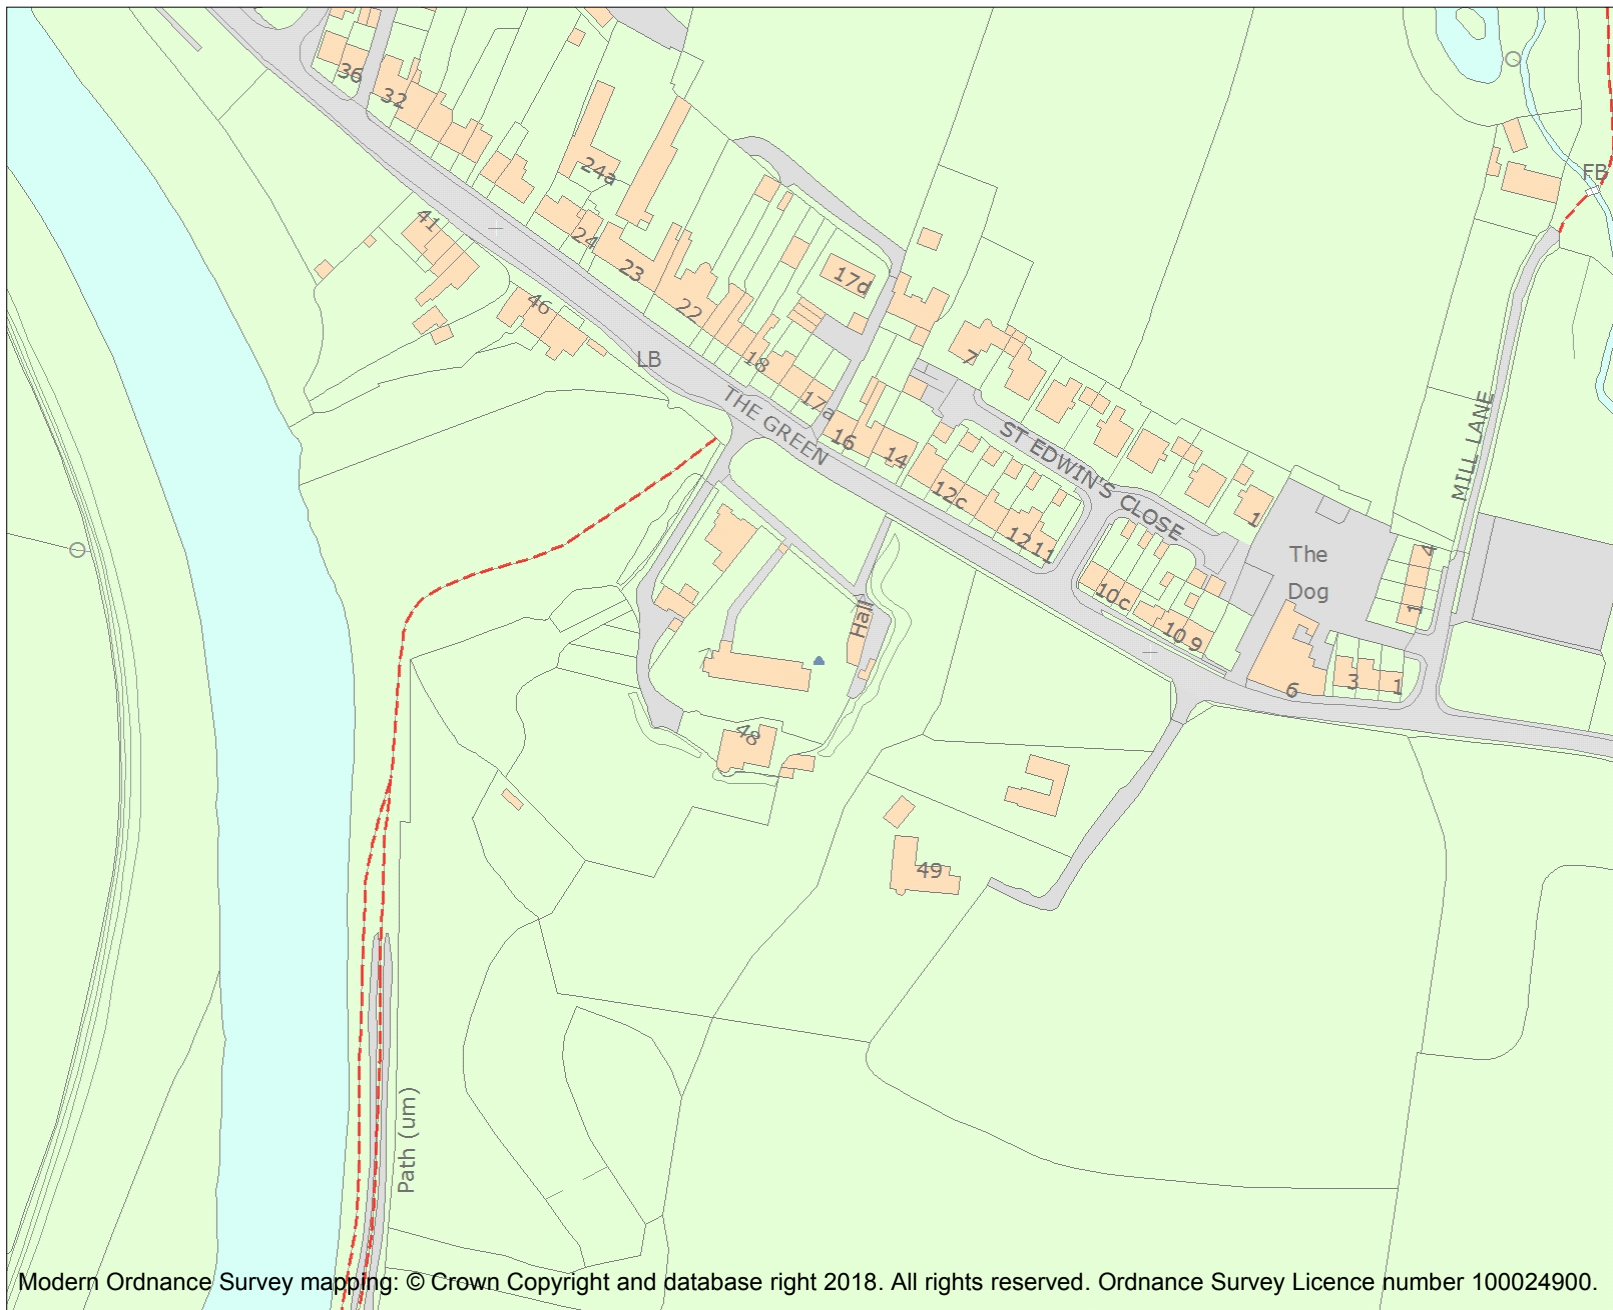 36
32
24a
FB
41
24
23
17d
46
22
7
LB
18
THE GREEN
17a
MILL LANE
16
14
ST EDWIN'S CLOSE
12c
1
12 11
The
Dog
4
10c
1
Hall
10 9
3
1
6
48
49
Path (um)
Modern Ordnance Survey mapping: © Crown Copyright and database right 2018. All rights reserved. Ordnance Survey Licence number 100024900.